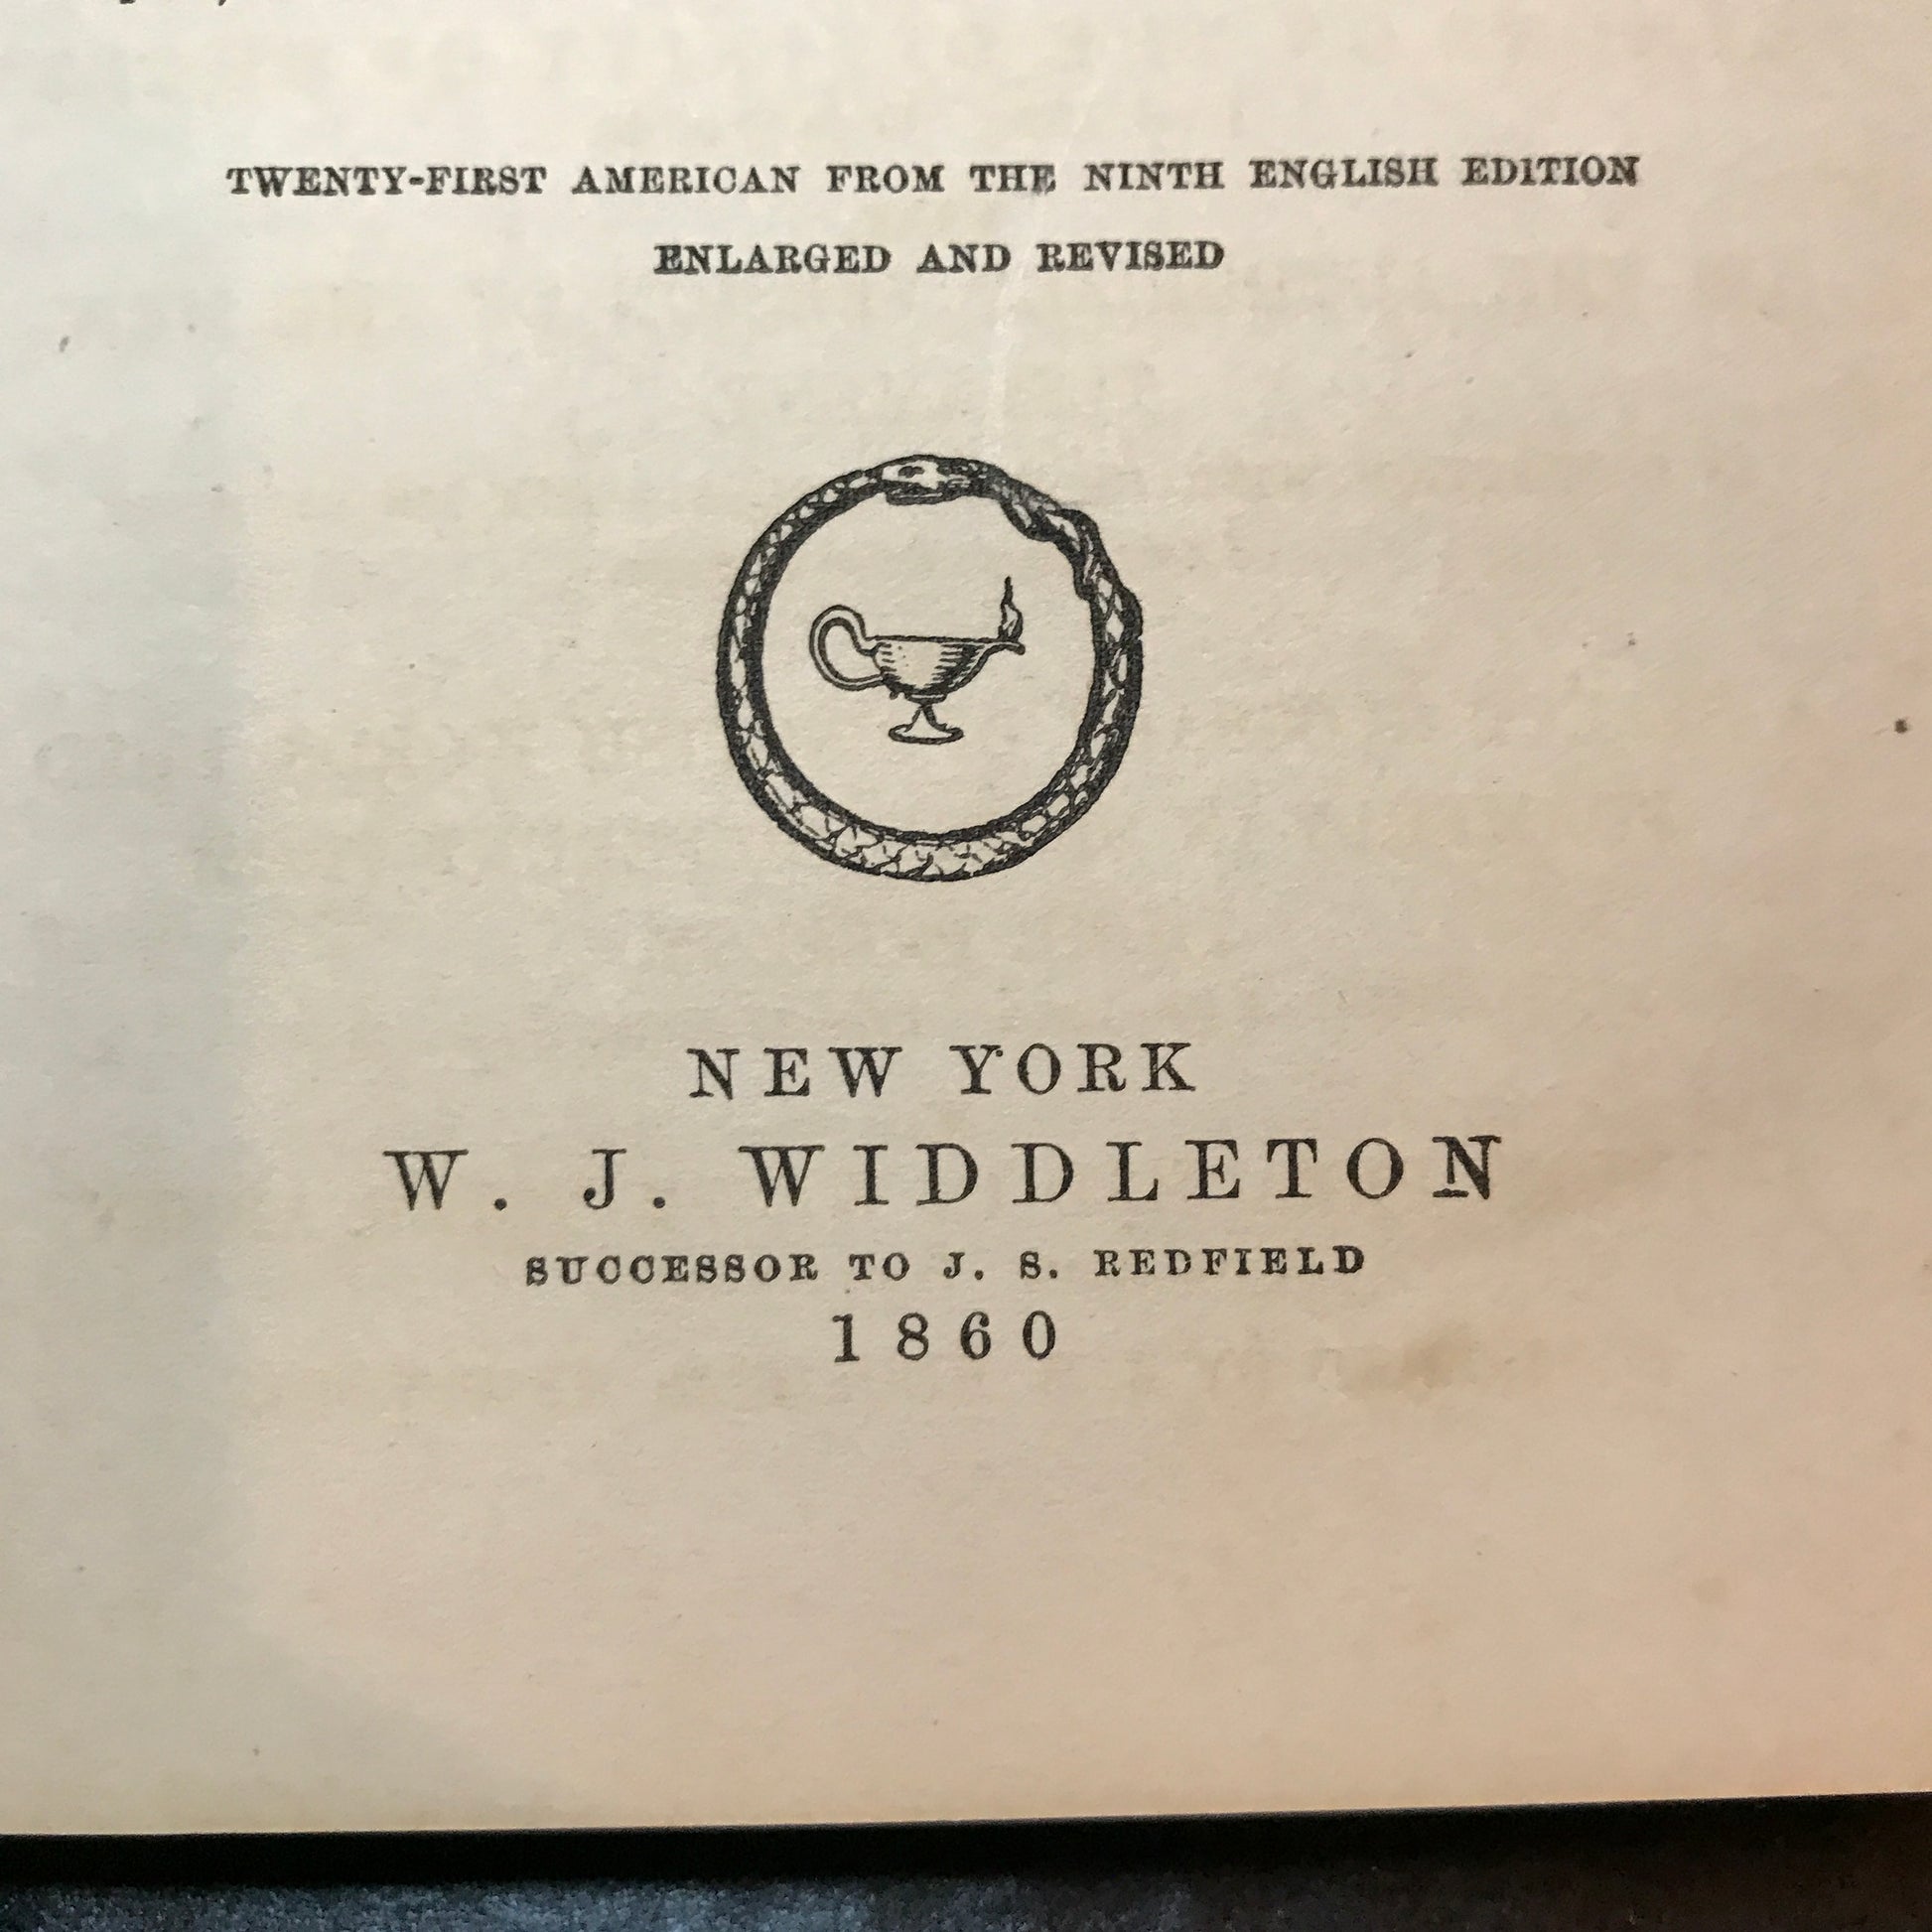 TWENTY-FIRST AMERICAN FROM THE NINTH ENGLISH EDITION
ENLARGED AND REVISED
NEW YORK
W. J. WIDDLETON
SUCCESSOR TO J. S. REDFIELD
1860